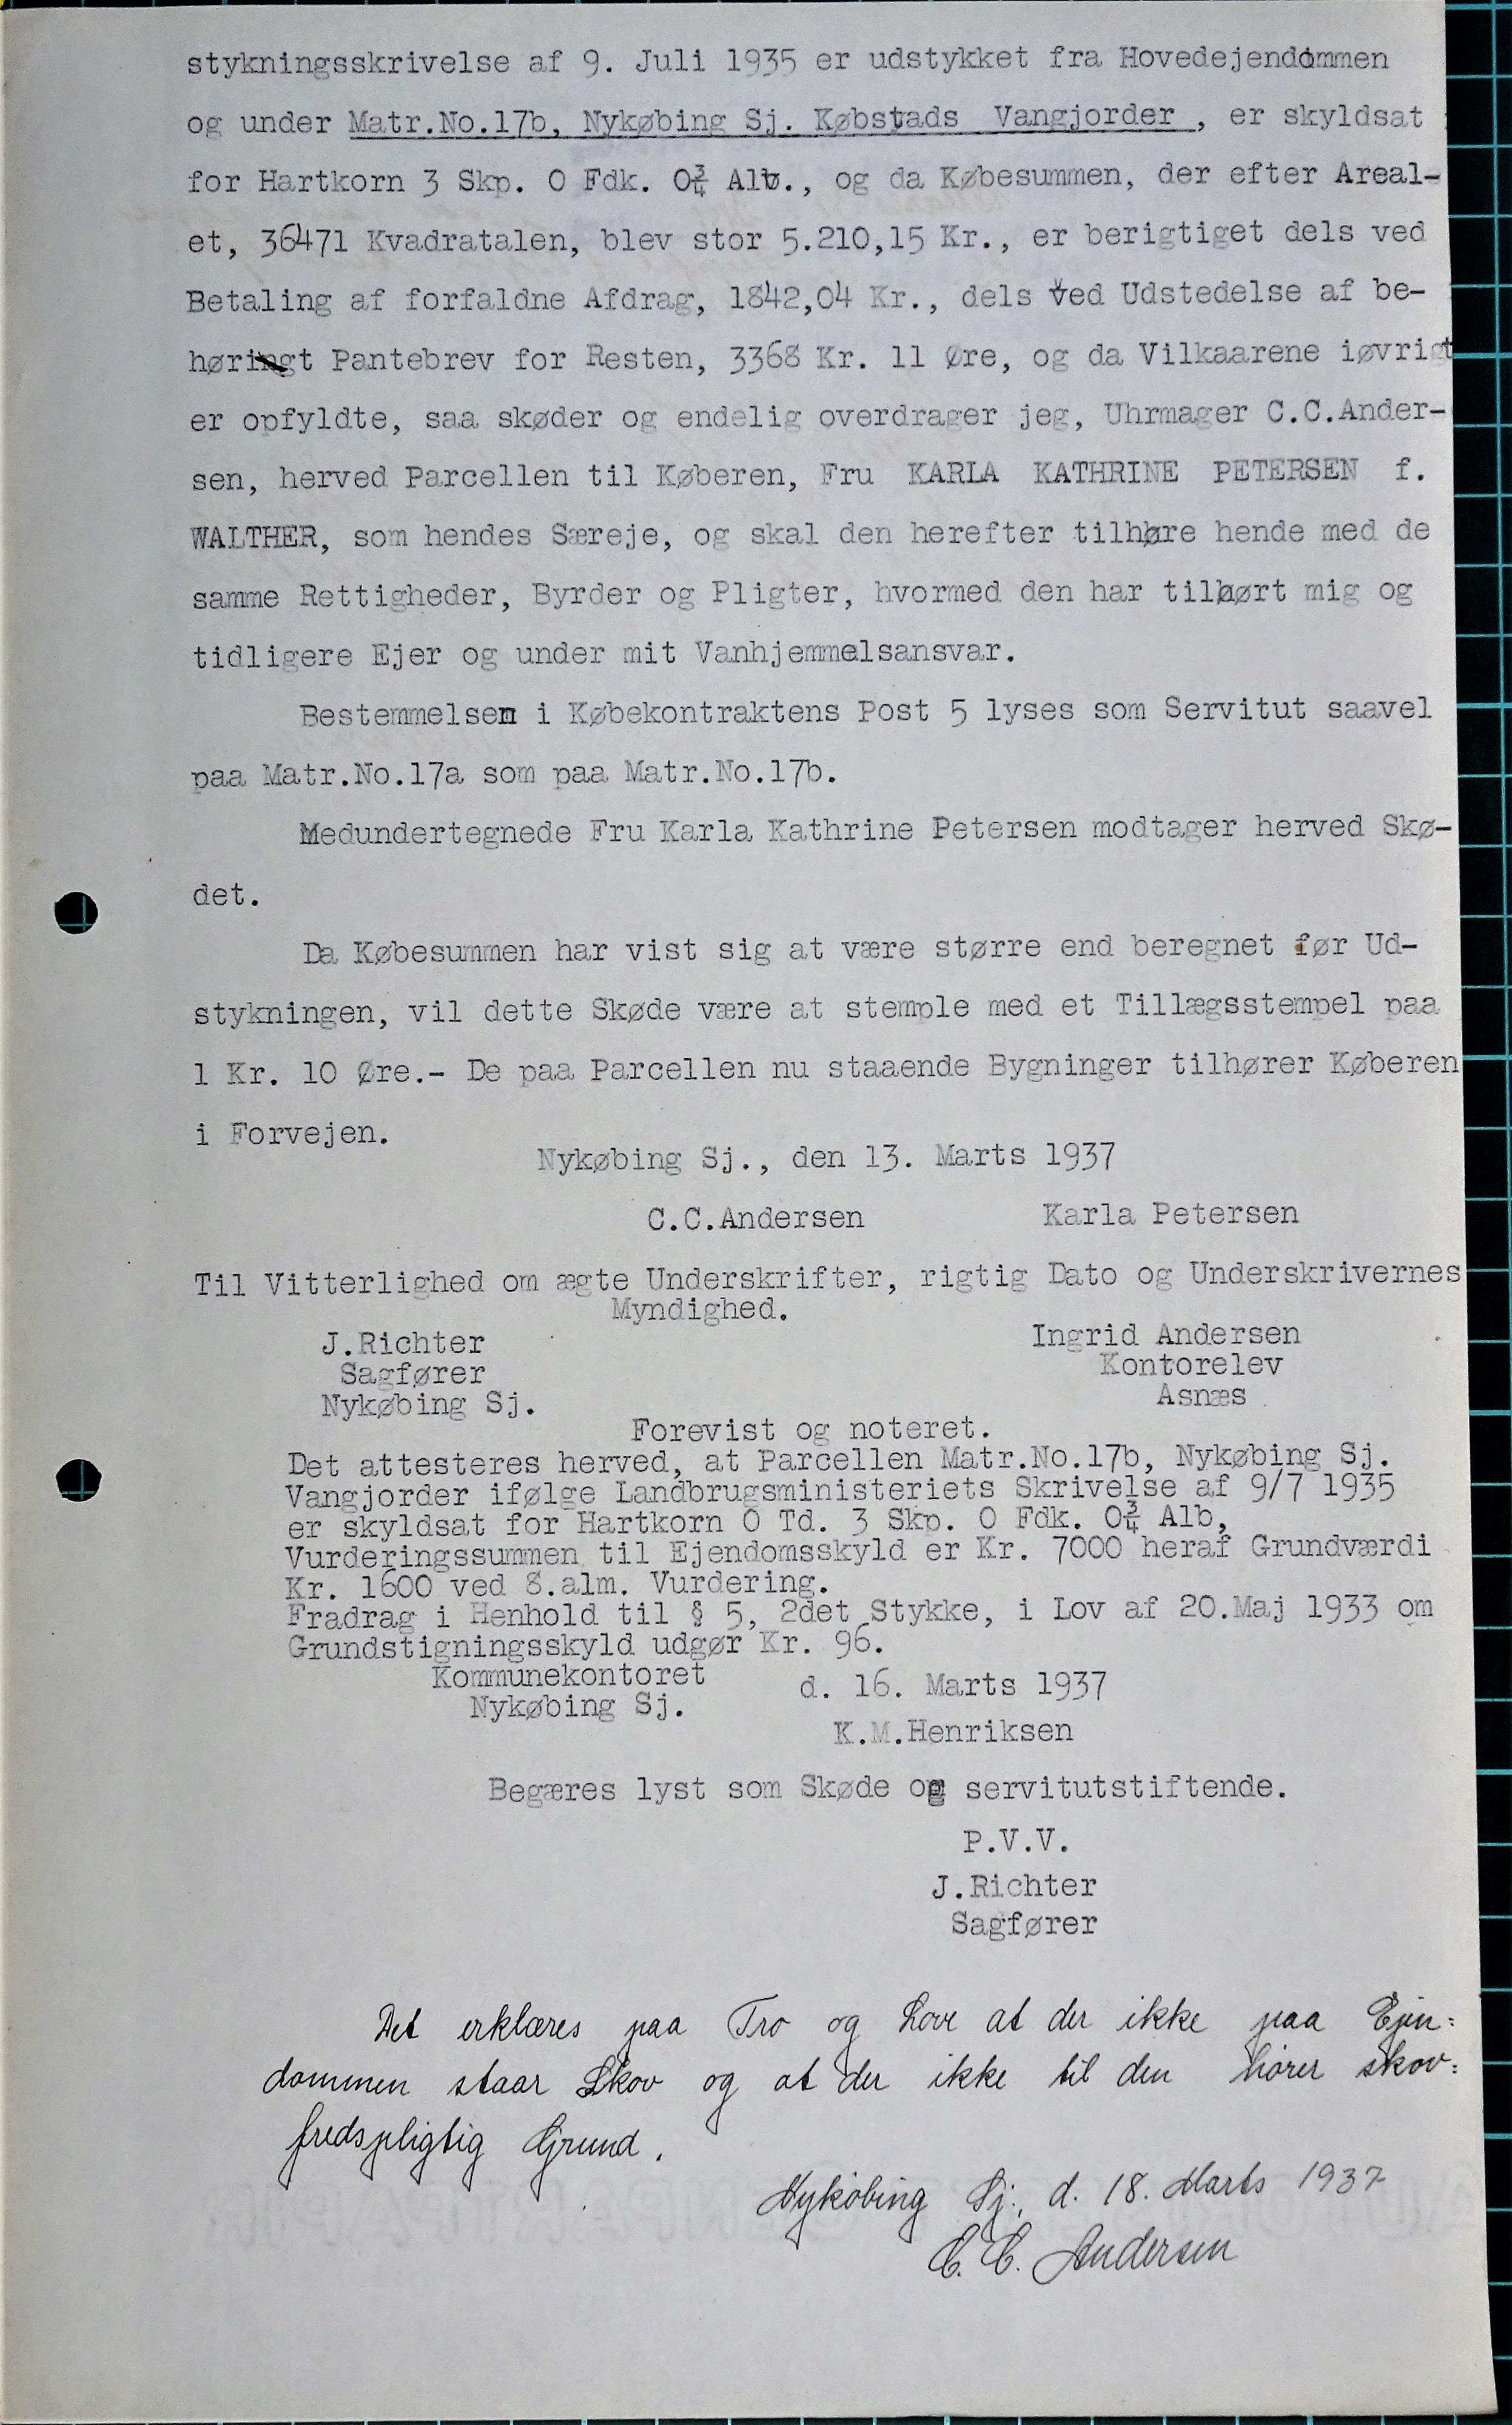 stykningsskrivelse af 9. Juli 1935 er udstykket fra Hovedejendommen
og under Matr.No.17b, Nykøbing Sj. Købstads Vangjorder , er skyldsat
for Hartkorn 3 Skp. 0 Fdk. 0¾ Alb., og da Købesummen, der efter Areal-
et, 36471 Kvadratalen, blev stor 5.210,15 Kr., er berigtiget dels ved
Betaling af forfaldne Afdrag, 1842,04 Kr., dels ved Udstedelse af be-
høringt Pantebrev for Resten, 3368 Kr. 11 Øre, og da Vilkaarene iøvrigt
er opfyldte, saa skøder og endelig overdrager jeg, Uhrmager C.C.Ander-
sen, herved Parcellen til Køberen, Fru KARLA KATHRINE PETERSEN f.
WALTHER, som hendes Særeje, og skal den herefter tilhøre hende med de
samme Rettigheder, Byrder og Pligter, hvormed den har tilhørt mig og
tidligere Ejer og under mit Vanhjemmelsansvar.
Bestemmelsen i Købekontraktens Post 5 lyses som Servitut saavel
paa Matr.No.17a som paa Matr.No.17b.
Medundertegnede Fru Karla Kathrine Petersen modtager herved Skø-
det.
Da Købesummen har vist sig at være større end beregnet før Ud-
stykningen, vil dette Skøde være at stemple med et Tillægsstempel paa
1 Kr. 10 Øre.- De paa Parcellen nu staaende Bygninger tilhører Køberen
i Forvejen.
Nykøbing Sj., den 13. Marts 1937
C.C.Andersen Karla Petersen
Til Vitterlighed om ægte Underskrifter, rigtig Dato og Underskrivernes
Myndighed.
J.Richter Ingrid Andersen
Sagfører Kontorelev
Nykøbing Sj. Asnæs
Forevist og noteret.
Det attesteres herved, at Parcellen Matr.No.17b, Nykøbing Sj.
Vangjorder ifølge Landbrugsministeriets Skrivelse af 9/7 1935
er skyldsat for Hartkorn 0 Td. 3 Skp. 0 Fdk. 0¾ Alb,
Vurderingssummen til Ejendomsskyld er Kr. 7000 heraf Grundværdi
Kr. 1600 ved 8.alm. Vurdering.
Fradrag i Henhold til § 5, 2det Stykke, i Lov af 20.Maj 1933 om
Grundstigningsskyld udgør Kr. 96.
Kommunekontoret d. 16. Marts 1937
Nykøbing Sj.
K.M.Henriksen
Begæres lyst som Skøde og servitutstiftende.
P.V.V.
J.Richter
Sagfører
Det erklæres paa Tro og Love at der ikke paa Ejen=
dommen staar Skov og at der ikke til den hører skov=
fredspligtig Grund.
Nykøbing Sj., d. 18. Marts 1937
C. C. Andersen